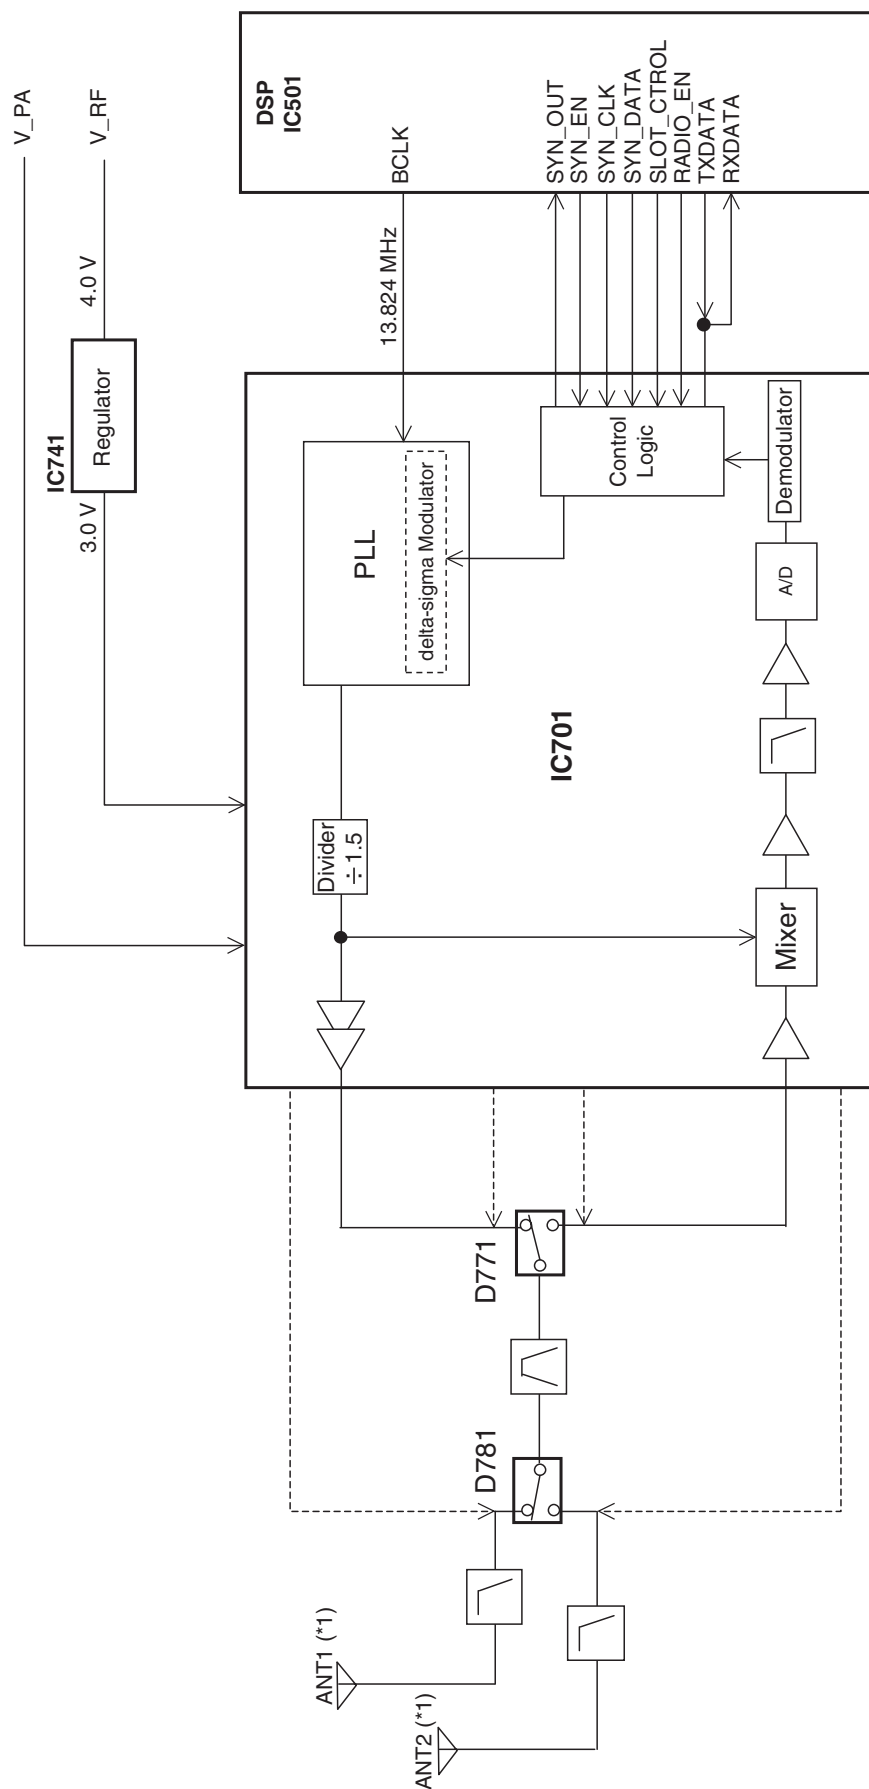 V_PA
V_RF
4.0 V
IC741
Regulator
3.0 V
DSP
IC501
BCLK
SYN_OUT
SYN_EN
SYN_CLK
SYN_DATA
SLOT_CTROL
RADIO_EN
TXDATA
RXDATA
13.824 MHz
PLL
delta-sigma Modulator
Control
Logic
Demodulator
A/D
IC701
Divider
÷1.5
Mixer
D771
D781
ANT1 (*1)
ANT2 (*1)